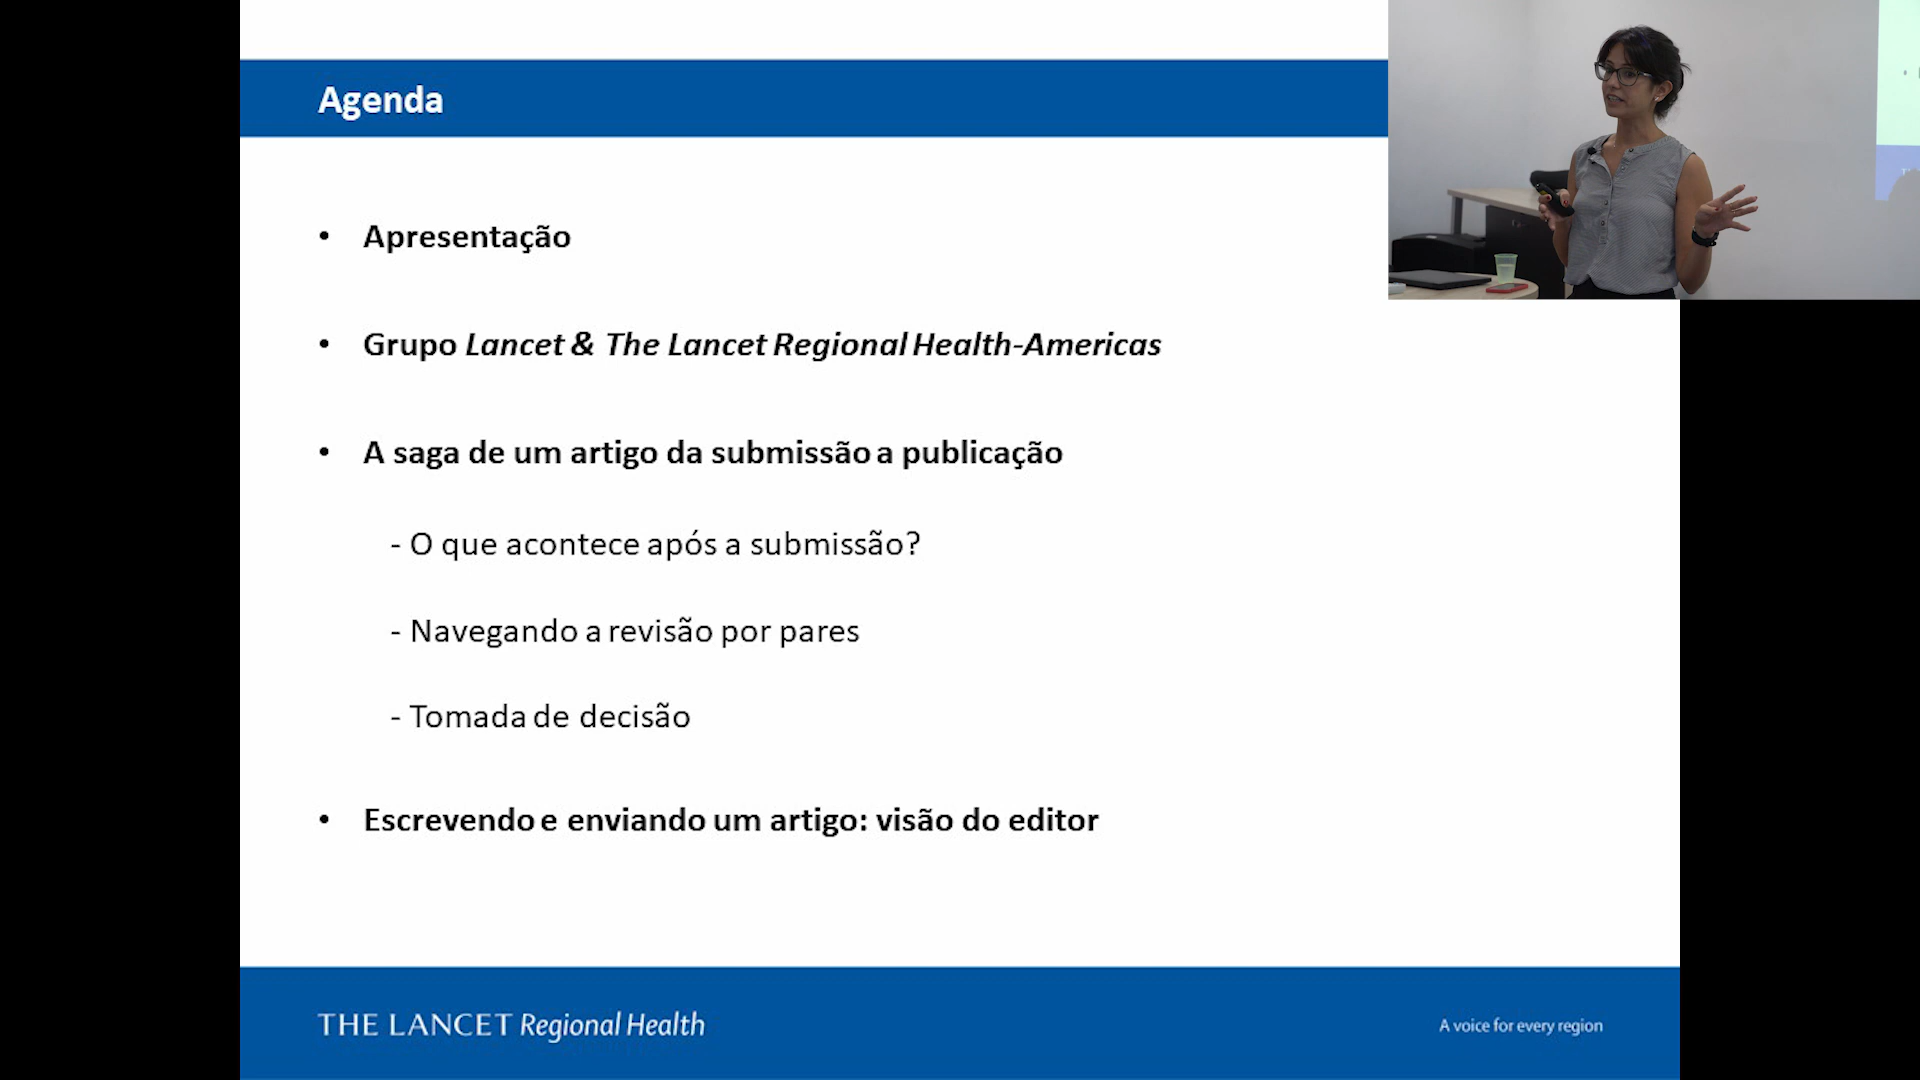 Agenda
• Apresentação
• Grupo Lancet & The Lancet Regional Health-Americas
• A saga de um artigo da submissão a publicação
- O que acontece após a submissão?
- Navegando a revisão por pares
- Tomada de decisão
• Escrevendo e enviando um artigo: visão do editor
THE LANCET Regional Health
A voice for every region